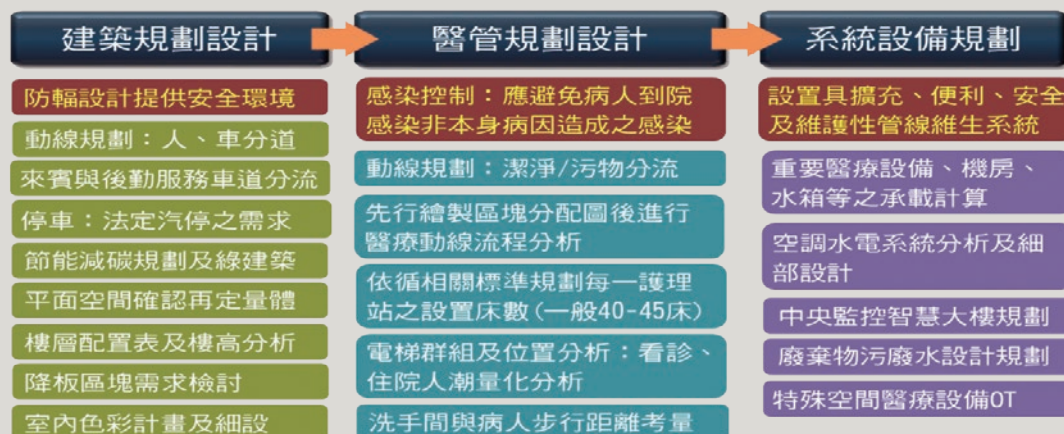 建築規劃設計
防輻設計提供安全環境
動線規劃：人、車分道
來賓與後勤服務車道分流
停車：法定汽停之需求
節能減碳規劃及綠建築
平面空間確認再定量體
樓層配置表及樓高分析
降板區塊需求檢討
室內色彩計畫及細設
醫管規劃設計
感染控制：應避免病人到院
感染非本身病因造成之感染
動線規劃：潔淨/污物分流
先行繪製區塊分配圖後進行
醫療動線流程分析
依循相關標準規劃每一護理
站之設置床數(一般40-45床)
電梯群組及位置分析：看診、
住院人潮量化分析
洗手間與病人步行距離考量
系統設備規劃
設置具擴充、便利、安全
及維護性管線維生系統
重要醫療設備、機房、
水箱等之承載計算
空調水電系統分析及細
部設計
中央監控智慧大樓規劃
廢棄物污廢水設計規劃
特殊空間醫療設備OT